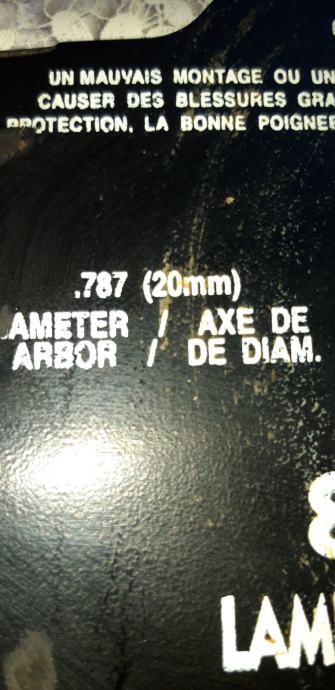 UN MAUVAIS MONTAGE OU UN
CAUSER DES BLESSURES GRA
PROTECTION, LA BONNE POIGNEE
.787 (20mm)
AMETER / AXE DE
ARBOR / DE DIAM.
8
LAM